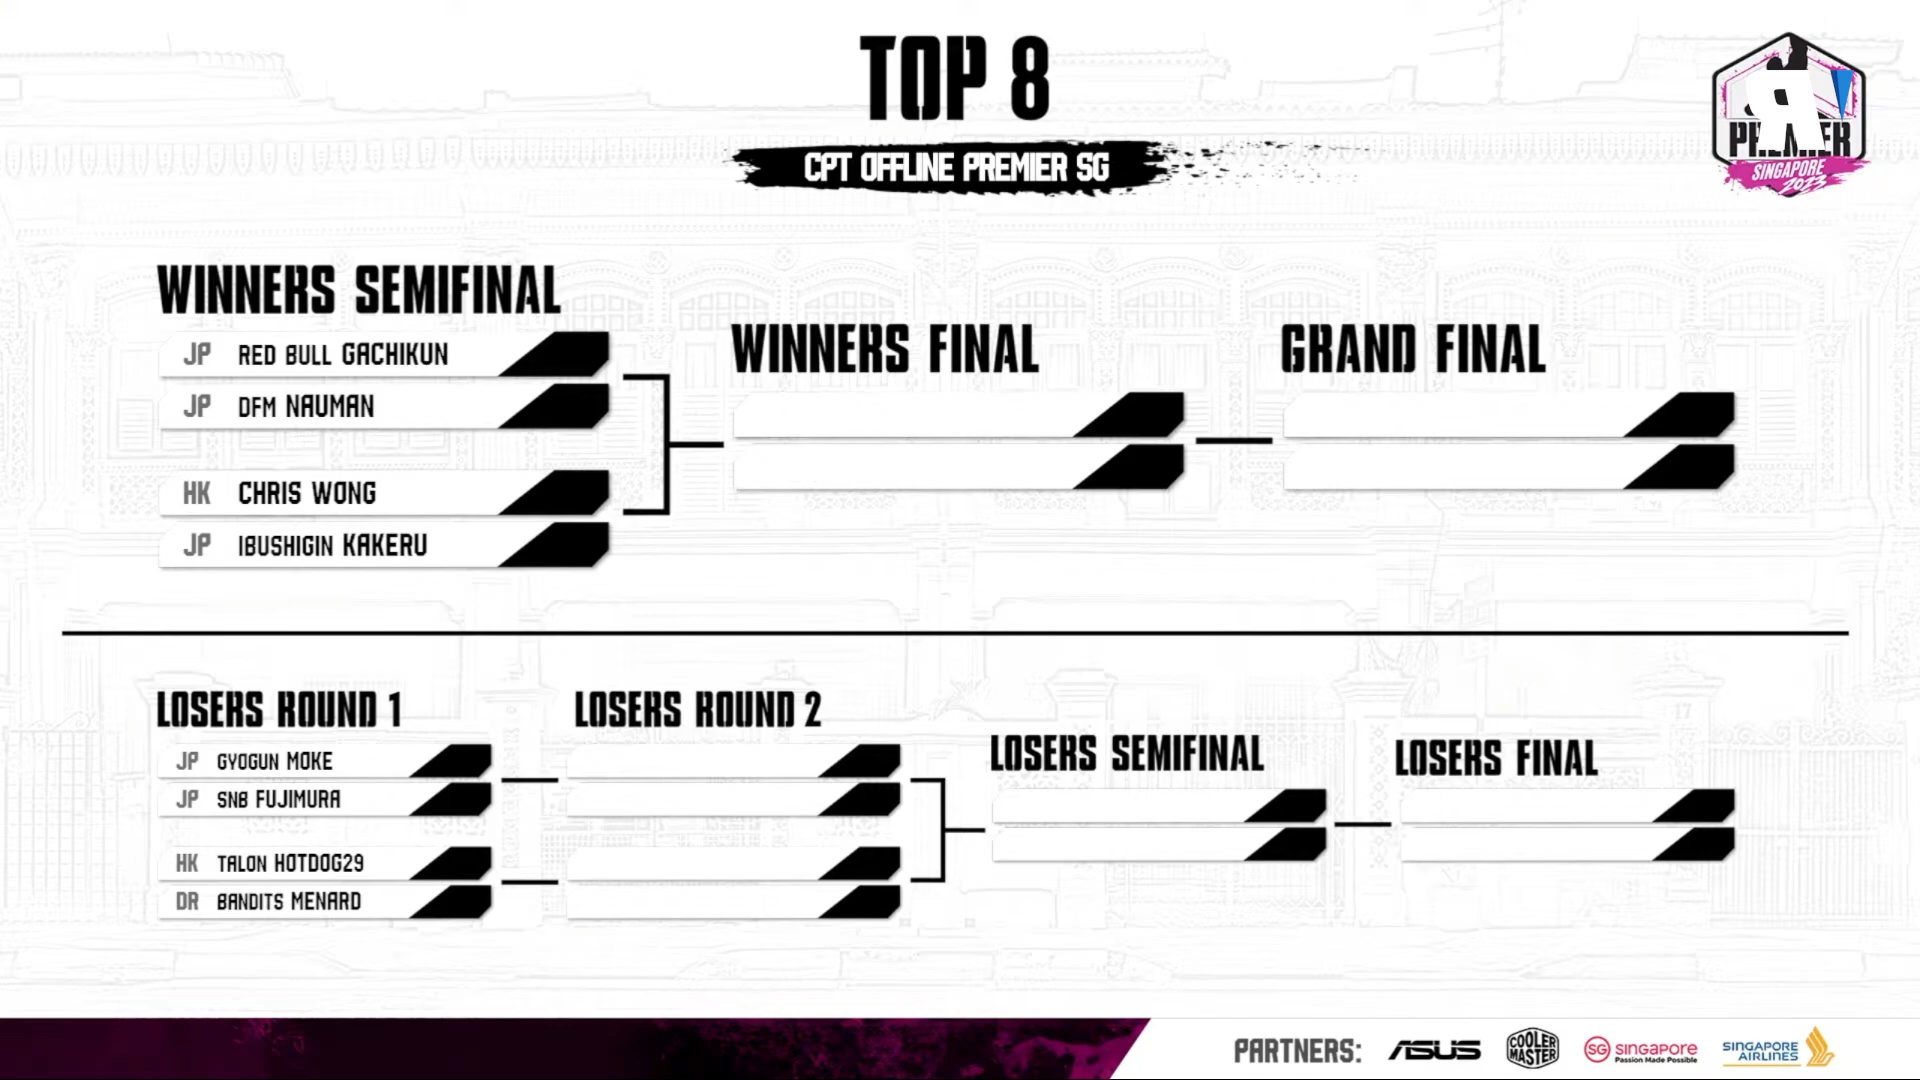 TOP 8
CPT OFFLINE PREMIER SG
PREMIER
SINGAPORE
2023
WINNERS SEMIFINAL
JP RED BULL GACHIKUN
JP DFM NAUMAN
HK CHRIS WONG
JP IBUSHIGIN KAKERU
WINNERS FINAL
GRAND FINAL
LOSERS ROUND 1
JP GYOGUN MOKE
JP SNB FUJIMURA
HK TALON HOTDOG29
DR BANDITS MENARD
LOSERS ROUND 2
LOSERS SEMIFINAL
LOSERS FINAL
PARTNERS:
ASUS
COOLER
MASTER
SG SINGAPORE
Passion Made Possible
SINGAPORE
AIRLINES